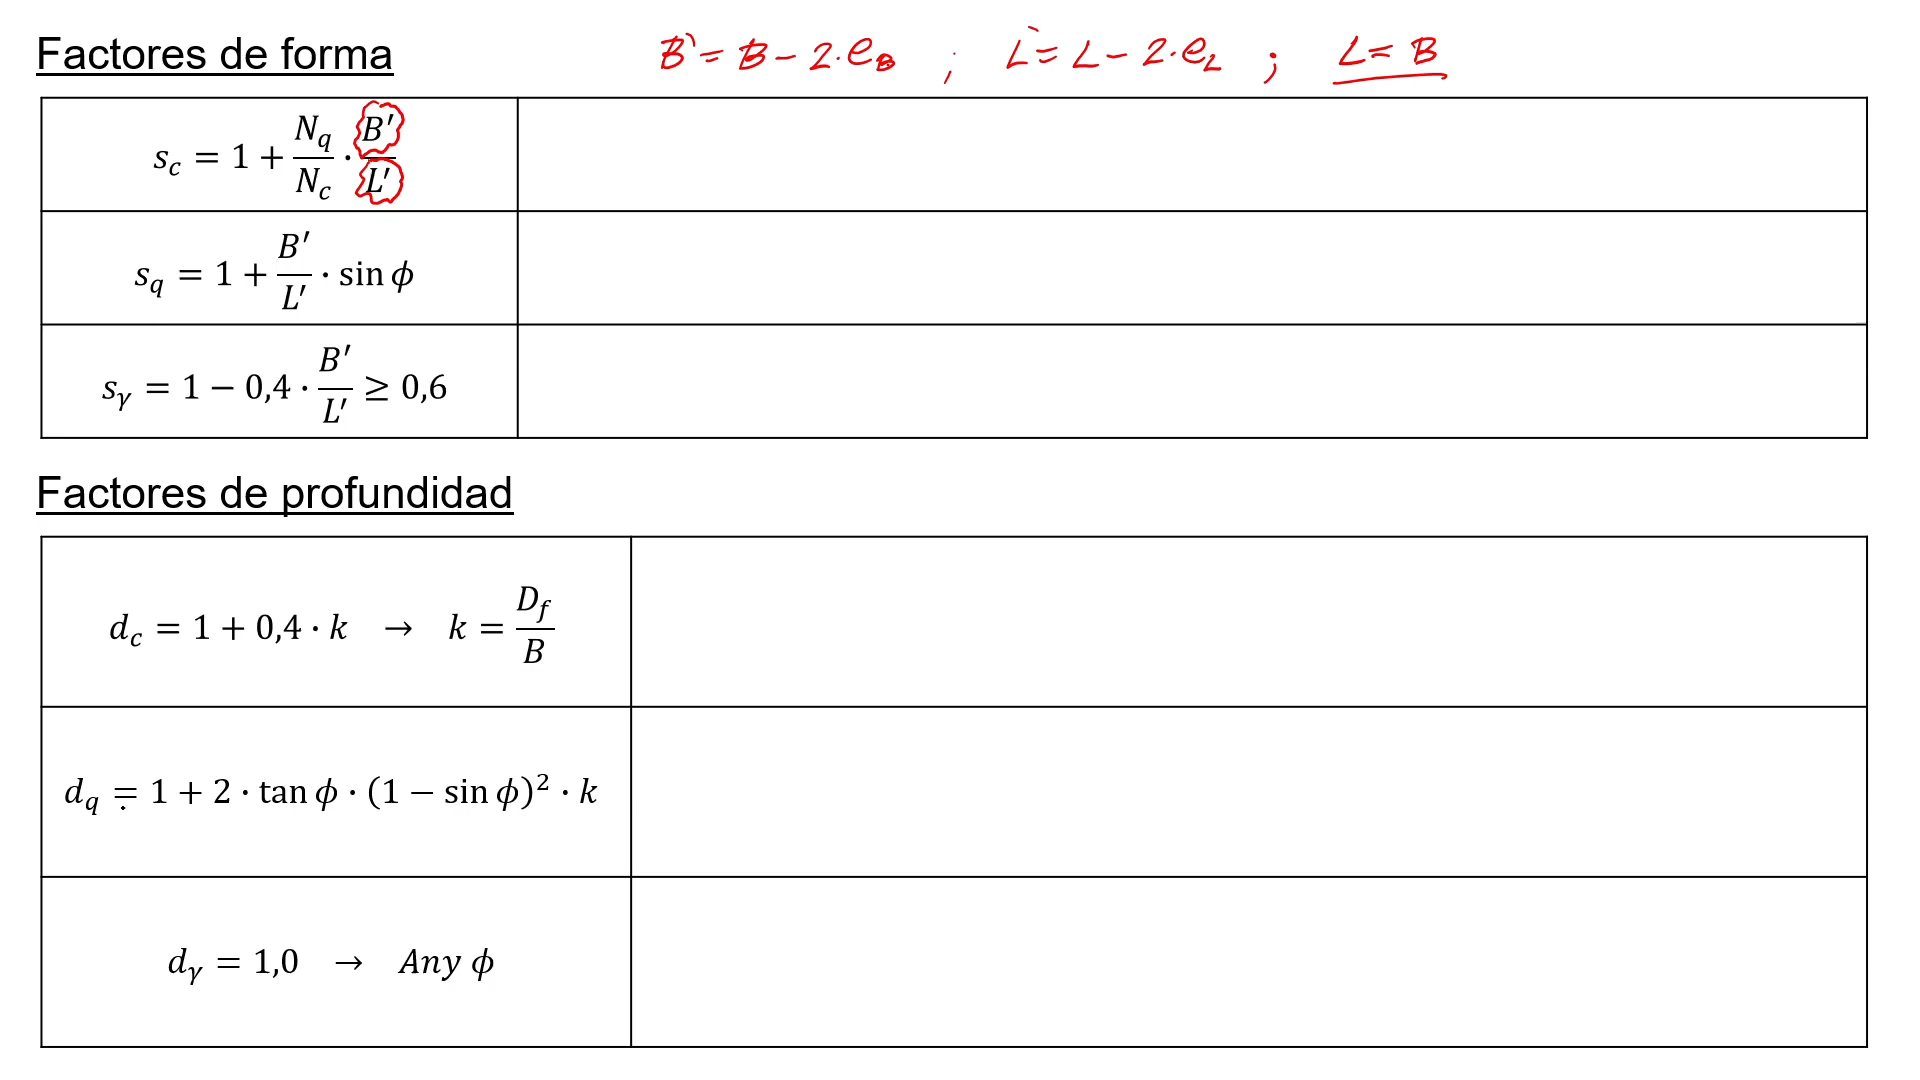 Factores de forma
B' = B - 2·e_B ; L' = L - 2·e_L ; L = B
s_c = 1 + N_q/N_c · B'/L'
s_q = 1 + B'/L' · sin ϕ
s_γ = 1 − 0,4 · B'/L' ≥ 0,6
Factores de profundidad
d_c = 1 + 0,4 · k → k = D_f/B
d_q = 1 + 2 · tan ϕ · (1 − sin ϕ)² · k
d_γ = 1,0 → Any ϕ